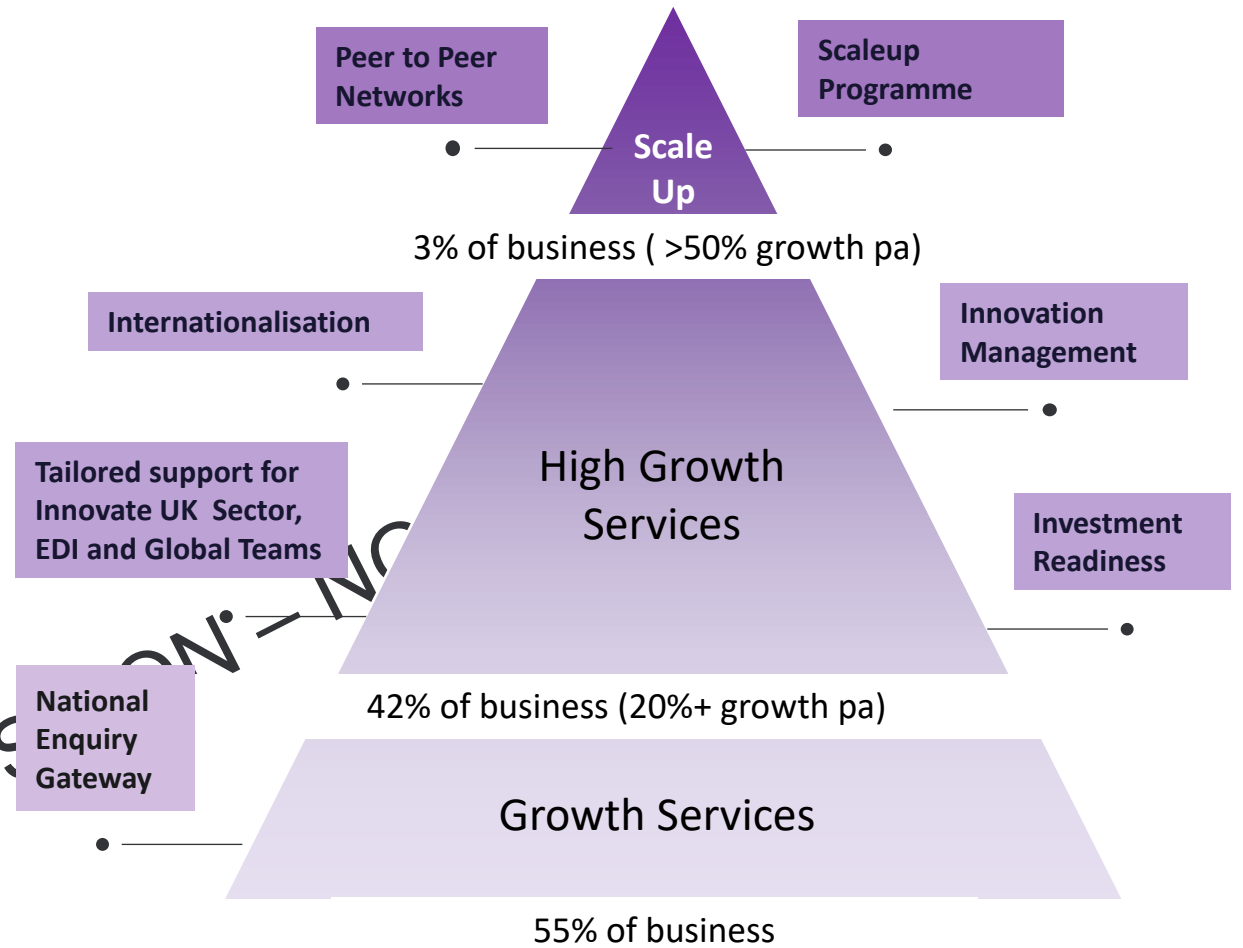 Peer to Peer
Networks
Scaleup
Programme
Scale
Up
3% of business ( >50% growth pa)
Internationalisation
Innovation
Management
Tailored support for
Innovate UK  Sector,
EDI and Global Teams
High Growth
Services
Investment
Readiness
42% of business (20%+ growth pa)
National
Enquiry
Gateway
Growth Services
55% of business